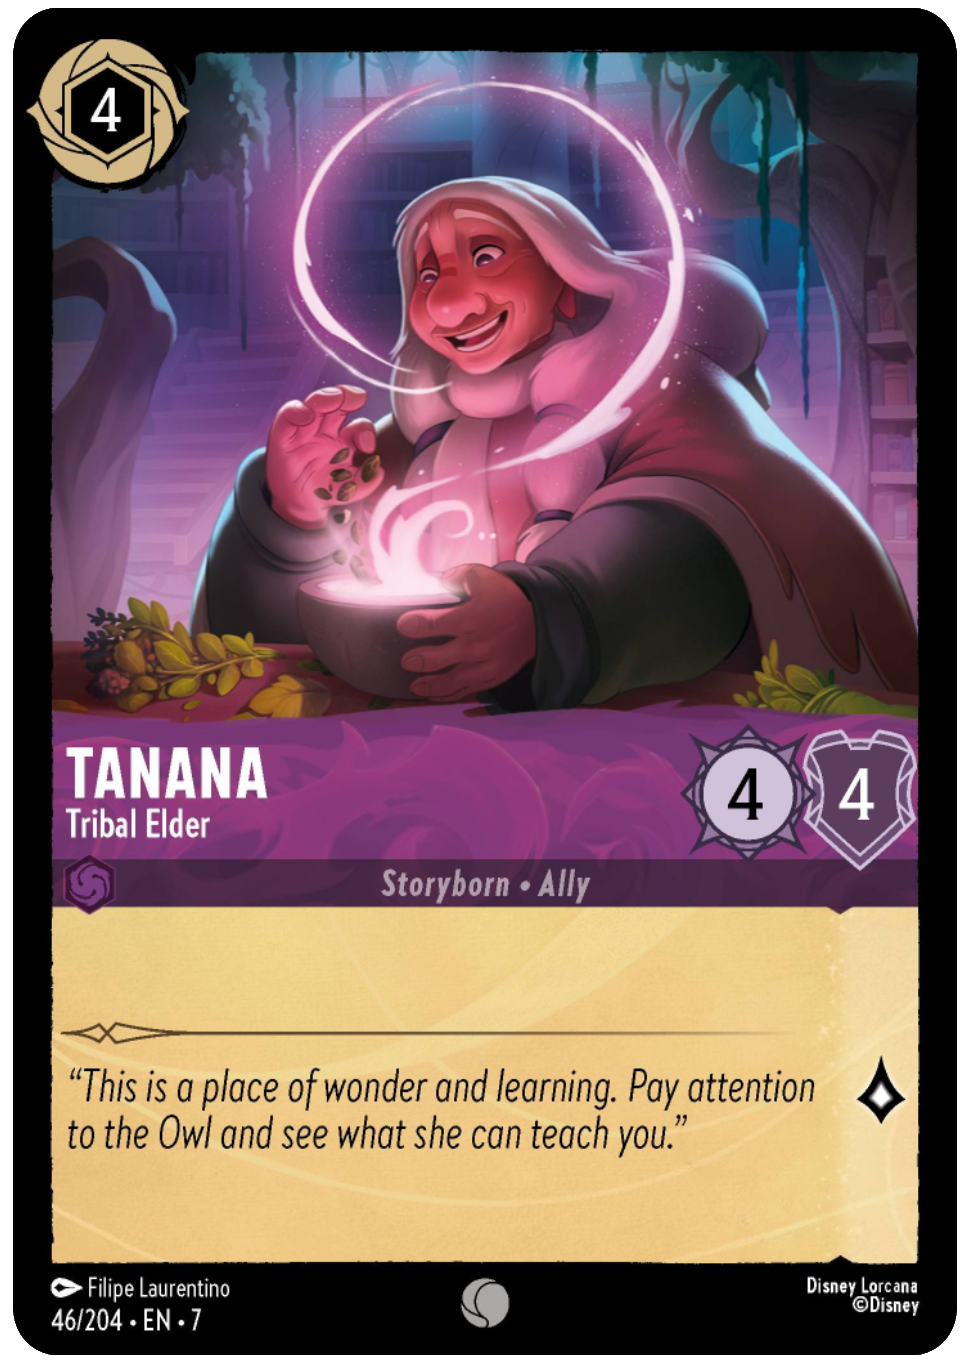 4
TANANA
Tribal Elder
4
4
Storyborn • Ally
“This is a place of wonder and learning. Pay attention
to the Owl and see what she can teach you.”
Filipe Laurentino
46/204 • EN • 7
Disney Lorcana
©Disney